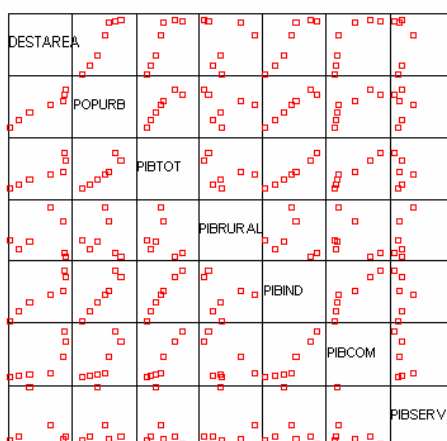 DESTAREA
POPURB
PIBTOT
PIBRURAL
PIBIND
PIBCOM
PIBSERV